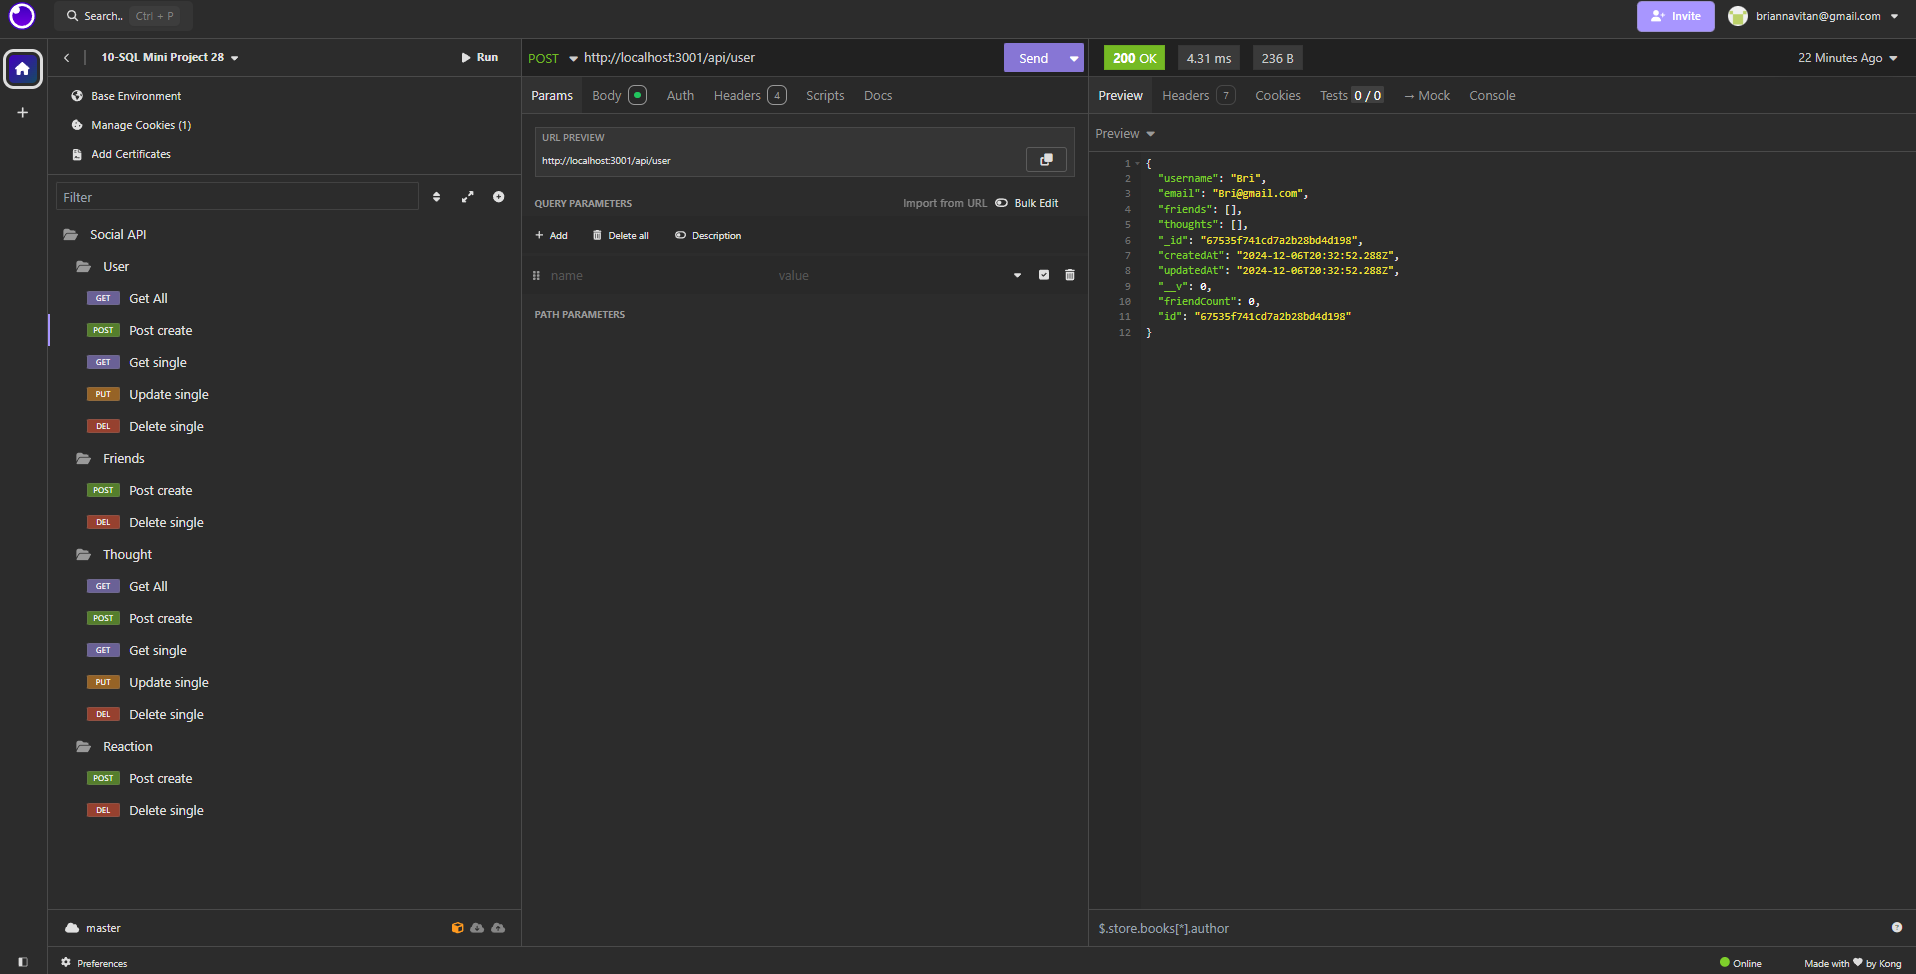 Search.. Ctrl + P
Invite
briannavitan@gmail.com
10-SQL Mini Project 28
Run
Base Environment
Manage Cookies (1)
Add Certificates
Filter
Social API
User
GET Get All
POST Post create
GET Get single
PUT Update single
DEL Delete single
Friends
POST Post create
DEL Delete single
Thought
GET Get All
POST Post create
GET Get single
PUT Update single
DEL Delete single
Reaction
POST Post create
DEL Delete single
master
Preferences
POST http://localhost:3001/api/user Send
Params Body Auth Headers 4 Scripts Docs
URL PREVIEW
http://localhost:3001/api/user
QUERY PARAMETERS Import from URL Bulk Edit
+ Add Delete all Description
name value
PATH PARAMETERS
200 OK 4.31 ms 236 B 22 Minutes Ago
Preview Headers 7 Cookies Tests 0 / 0 → Mock Console
Preview
1 {
2 "username": "Bri",
3 "email": "Bri@gmail.com",
4 "friends": [],
5 "thoughts": [],
6 "_id": "67535f741cd7a2b28bd4d198",
7 "createdAt": "2024-12-06T20:32:52.288Z",
8 "updatedAt": "2024-12-06T20:32:52.288Z",
9 "__v": 0,
10 "friendCount": 0,
11 "id": "67535f741cd7a2b28bd4d198"
12 }
$.store.books[*].author
Online
Made with ♥ by Kong